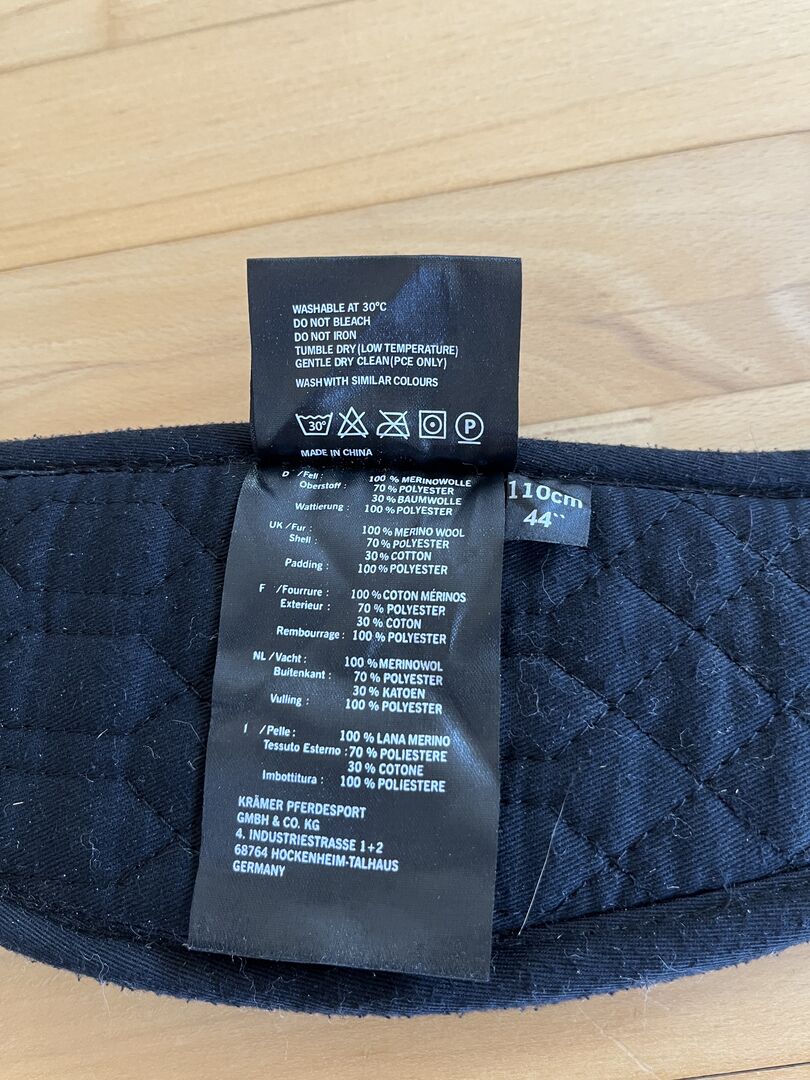 WASHABLE AT 30°C
DO NOT BLEACH
DO NOT IRON
TUMBLE DRY (LOW TEMPERATURE)
GENTLE DRY CLEAN (PCE ONLY)
WASH WITH SIMILAR COLOURS
30° P
MADE IN CHINA
110cm
44``
D /Fell: 100 % MERINOWOLLE
Oberstoff: 70 % POLYESTER
30 % BAUMWOLLE
Wattierung: 100 % POLYESTER
UK /Fur: 100 % MERINO WOOL
Shell: 70 % POLYESTER
30 % COTTON
Padding: 100 % POLYESTER
F /Fourrure: 100 % COTON MÉRINOS
Exterieur: 70 % POLYESTER
30 % COTON
Rembourrage: 100 % POLYESTER
NL /Vacht: 100 % MERINOWOL
Buitenkant: 70 % POLYESTER
30 % KATOEN
Vulling: 100 % POLYESTER
I /Pelle: 100 % LANA MERINO
Tessuto Esterno: 70 % POLIESTERE
30 % COTONE
Imbottitura: 100 % POLIESTERE
KRÄMER PFERDESPORT
GMBH & CO. KG
4. INDUSTRIESTRASSE 1+2
68764 HOCKENHEIM-TALHAUS
GERMANY